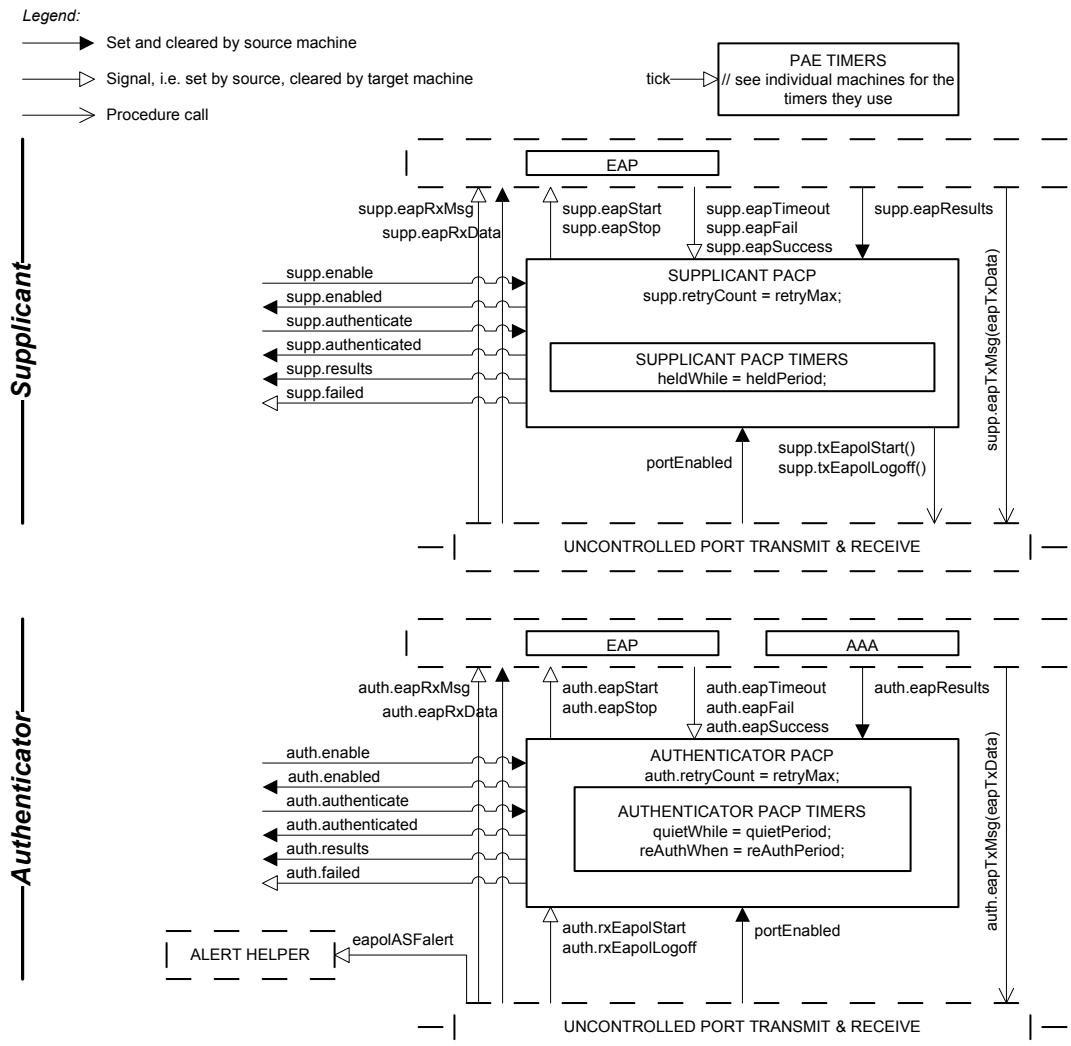 Legend:
Set and cleared by source machine
Signal, i.e. set by source, cleared by target machine
Procedure call
tick
PAE TIMERS
// see individual machines for the
timers they use
Supplicant
EAP
supp.eapRxMsg
supp.eapRxData
supp.eapStart
supp.eapStop
supp.eapTimeout
supp.eapFail
supp.eapSuccess
supp.eapResults
supp.eapTxMsg(eapTxData)
supp.enable
supp.enabled
supp.authenticate
supp.authenticated
supp.results
supp.failed
SUPPLICANT PACP
supp.retryCount = retryMax;
SUPPLICANT PACP TIMERS
heldWhile = heldPeriod;
portEnabled
supp.txEapolStart()
supp.txEapolLogoff()
UNCONTROLLED PORT TRANSMIT & RECEIVE
Authenticator
EAP
AAA
auth.eapRxMsg
auth.eapRxData
auth.eapStart
auth.eapStop
auth.eapTimeout
auth.eapFail
auth.eapSuccess
auth.eapResults
auth.eapTxMsg(eapTxData)
auth.enable
auth.enabled
auth.authenticate
auth.authenticated
auth.results
auth.failed
AUTHENTICATOR PACP
auth.retryCount = retryMax;
AUTHENTICATOR PACP TIMERS
quietWhile = quietPeriod;
reAuthWhen = reAuthPeriod;
ALERT HELPER
eapolASFalert
auth.rxEapolStart
auth.rxEapolLogoff
portEnabled
UNCONTROLLED PORT TRANSMIT & RECEIVE